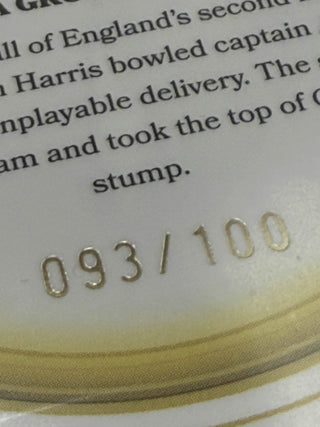 A GR
ll of England's second
Harris bowled captain
nplayable delivery. The
am and took the top of
stump.
093/100